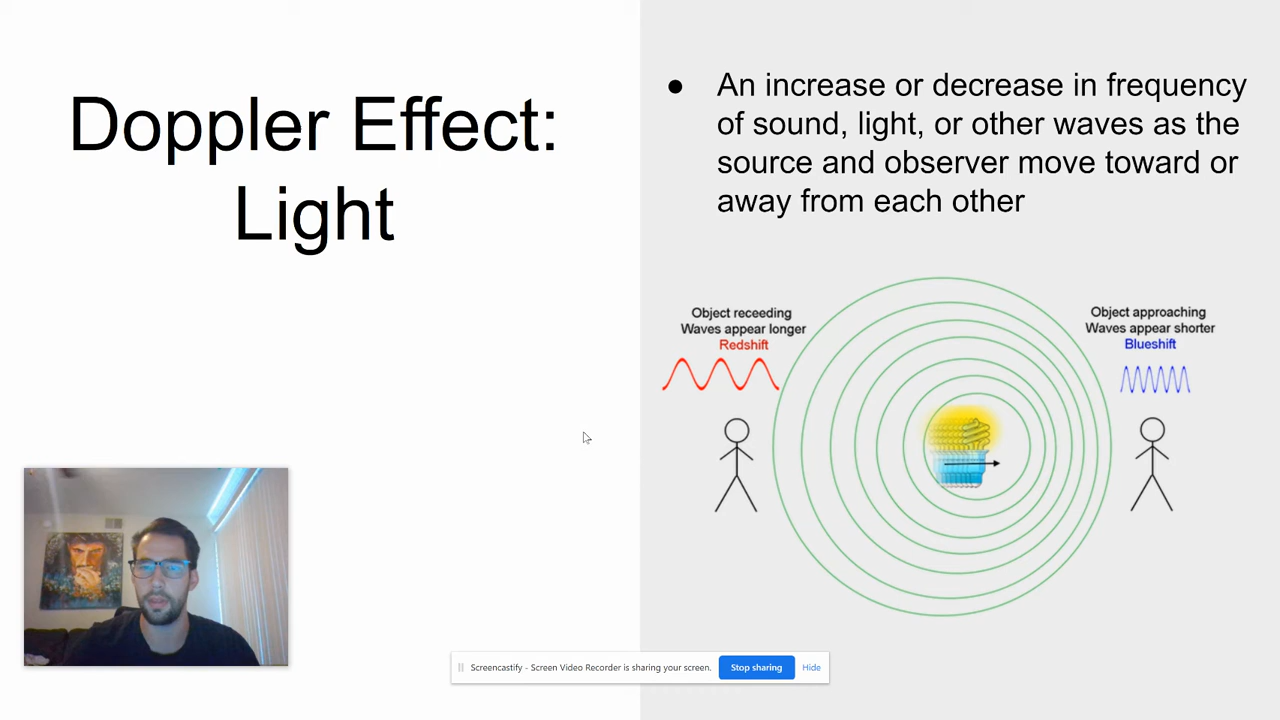 Doppler Effect:
Light
● An increase or decrease in frequency
of sound, light, or other waves as the
source and observer move toward or
away from each other
Object receeding
Waves appear longer
Redshift
Object approaching
Waves appear shorter
Blueshift
Screencastify - Screen Video Recorder is sharing your screen. Stop sharing Hide